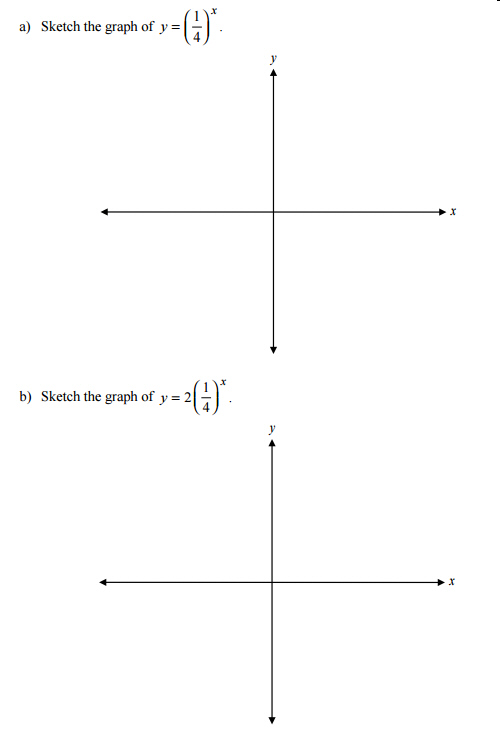 a) Sketch the graph of y = (1/4)^x.
y
x
b) Sketch the graph of y = 2(1/4)^x.
y
x